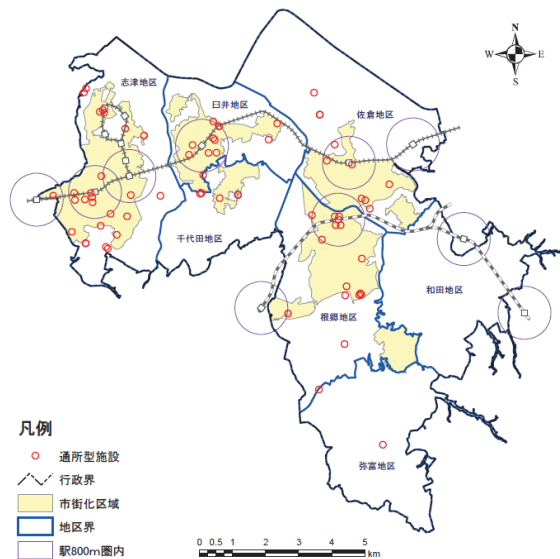 N
W E
S
志津地区
臼井地区
佐倉地区
千代田地区
和田地区
根郷地区
弥富地区
凡例
通所型施設
行政界
市街化区域
地区界
駅800m圏内
0 0.5 1 2 3 4 5
km